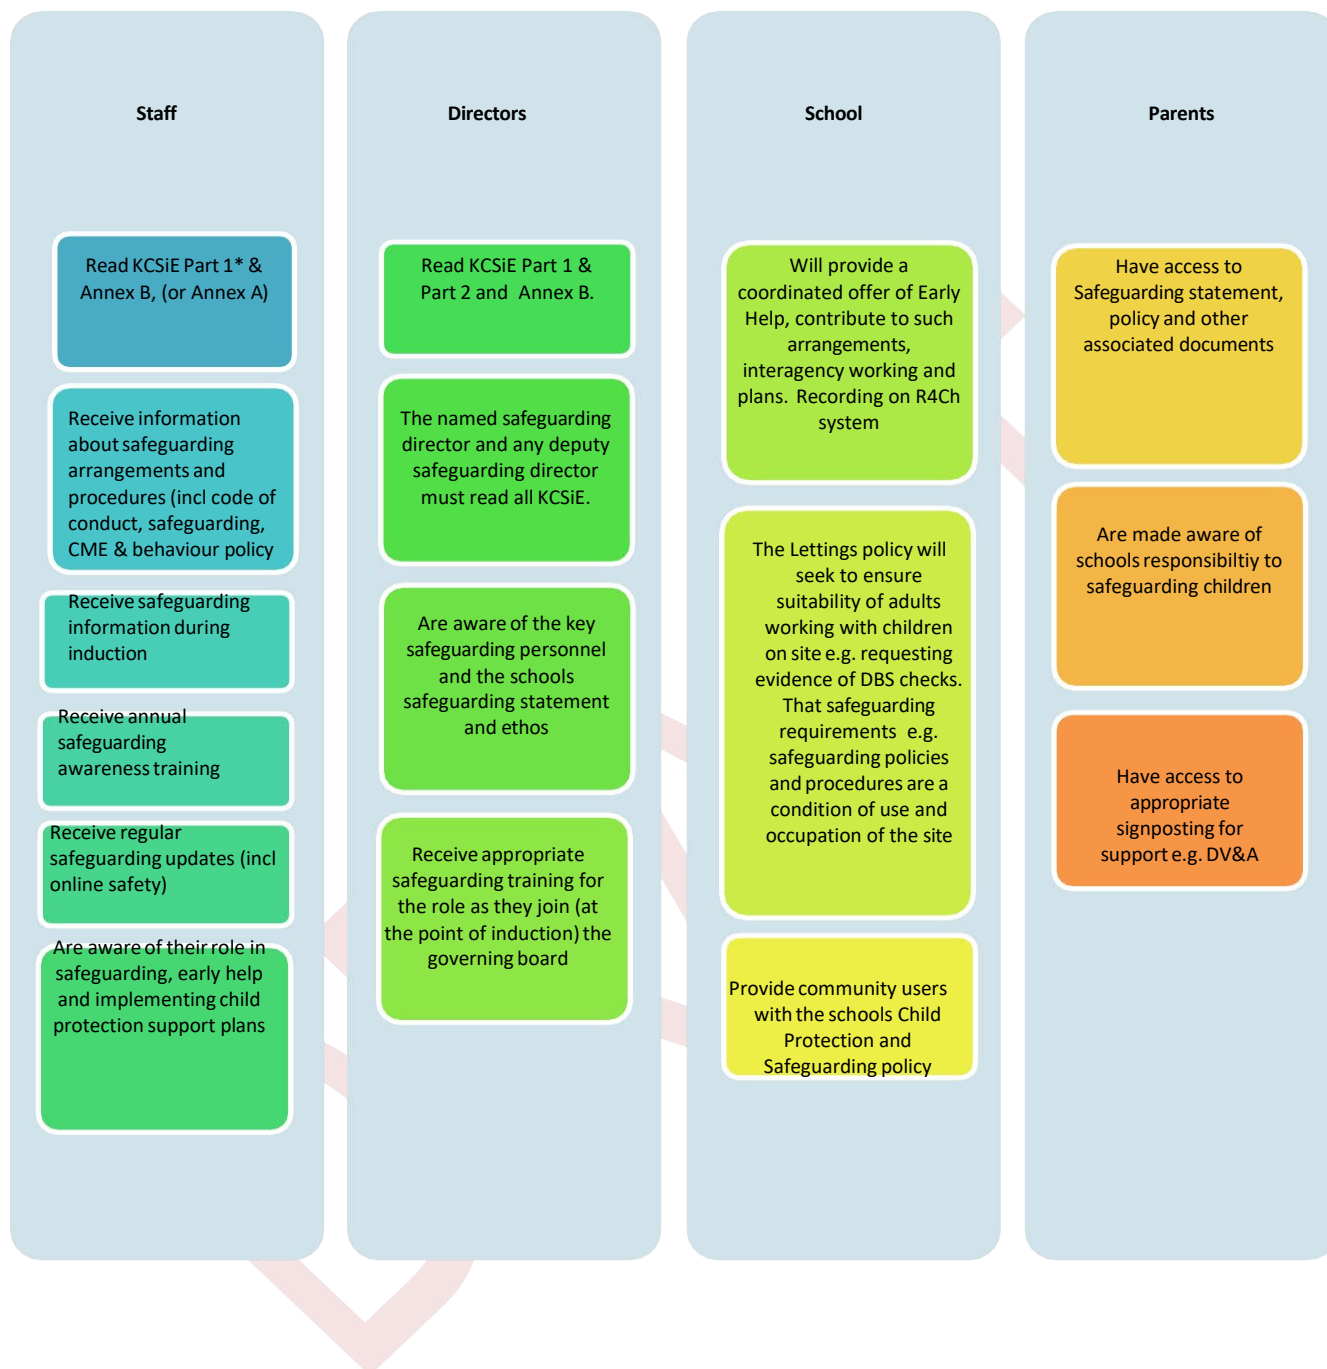 Staff
Read KCSiE Part 1* &
Annex B, (or Annex A)
Receive information
about safeguarding
arrangements and
procedures (incl code of
conduct, safeguarding,
CME & behaviour policy
Receive safeguarding
information during
induction
Receive annual
safeguarding
awareness training
Receive regular
safeguarding updates (incl
online safety)
Are aware of their role in
safeguarding, early help
and implementing child
protection support plans
Directors
Read KCSiE Part 1 &
Part 2 and Annex B.
The named safeguarding
director and any deputy
safeguarding director
must read all KCSiE.
Are aware of the key
safeguarding personnel
and the schools
safeguarding statement
and ethos
Receive appropriate
safeguarding training for
the role as they join (at
the point of induction) the
governing board
School
Will provide a
coordinated offer of Early
Help, contribute to such
arrangements,
interagency working and
plans. Recording on R4Ch
system
The Lettings policy will
seek to ensure
suitability of adults
working with children
on site e.g. requesting
evidence of DBS checks.
That safeguarding
requirements e.g.
safeguarding policies
and procedures are a
condition of use and
occupation of the site
Provide community users
with the schools Child
Protection and
Safeguarding policy
Parents
Have access to
Safeguarding statement,
policy and other
associated documents
Are made aware of
schools responsibiltiy to
safeguarding children
Have access to
appropriate
signposting for
support e.g. DV&A